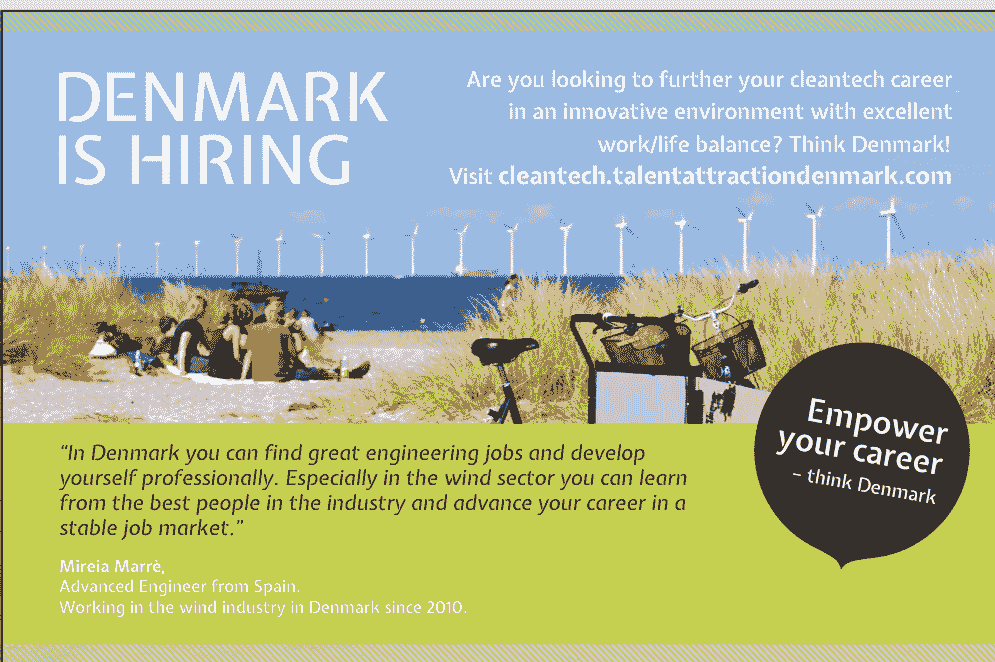 DENMARK
IS HIRING
Are you looking to further your cleantech career
in an innovative environment with excellent
work/life balance? Think Denmark!
Visit cleantech.talentattractiondenmark.com
Empower
your career
– think Denmark
“In Denmark you can find great engineering jobs and develop
yourself professionally. Especially in the wind sector you can learn
from the best people in the industry and advance your career in a
stable job market.”
Mireia Marrè,
Advanced Engineer from Spain.
Working in the wind industry in Denmark since 2010.